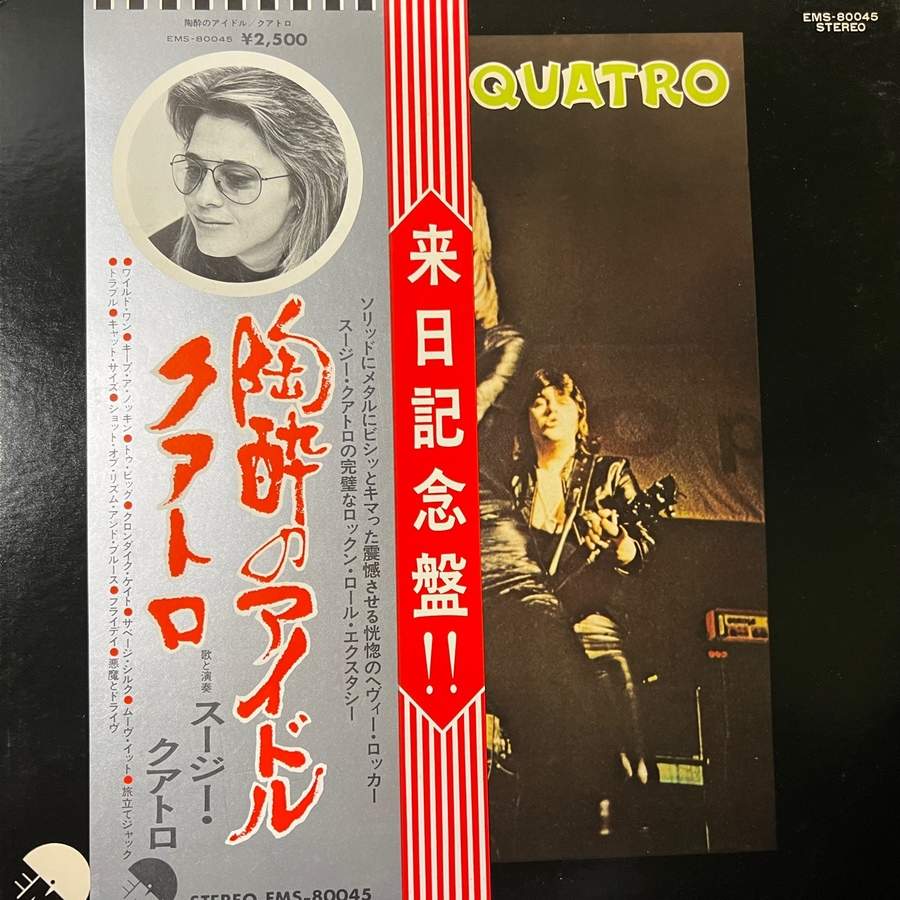 陶酔のアイドル/クアトロ
EMS-80045 ¥2,500
EMS-80045
STEREO
QUATRO
来日記念盤!!
ソリッドにメタルにビシッとキマった震憾させる恍惚のヘヴィー・ロッカー
スージー・クアトロの完璧なロックン・ロール・エクスタシー
陶酔のアイドル
クアトロ
歌と演奏 スージー・
クアトロ
●ワイルド・ワン●キープ・ア・ノッキン●トゥ・ビッグ●クロンダイク・ケイト●サベージ・シルク●ムーヴ・イット●旅立てジャック
●トラブル●キャット・サイズ●ショット・オブ・リズム・アンド・ブルース●フライデイ●悪魔とドライヴ
STEREO EMS-80045